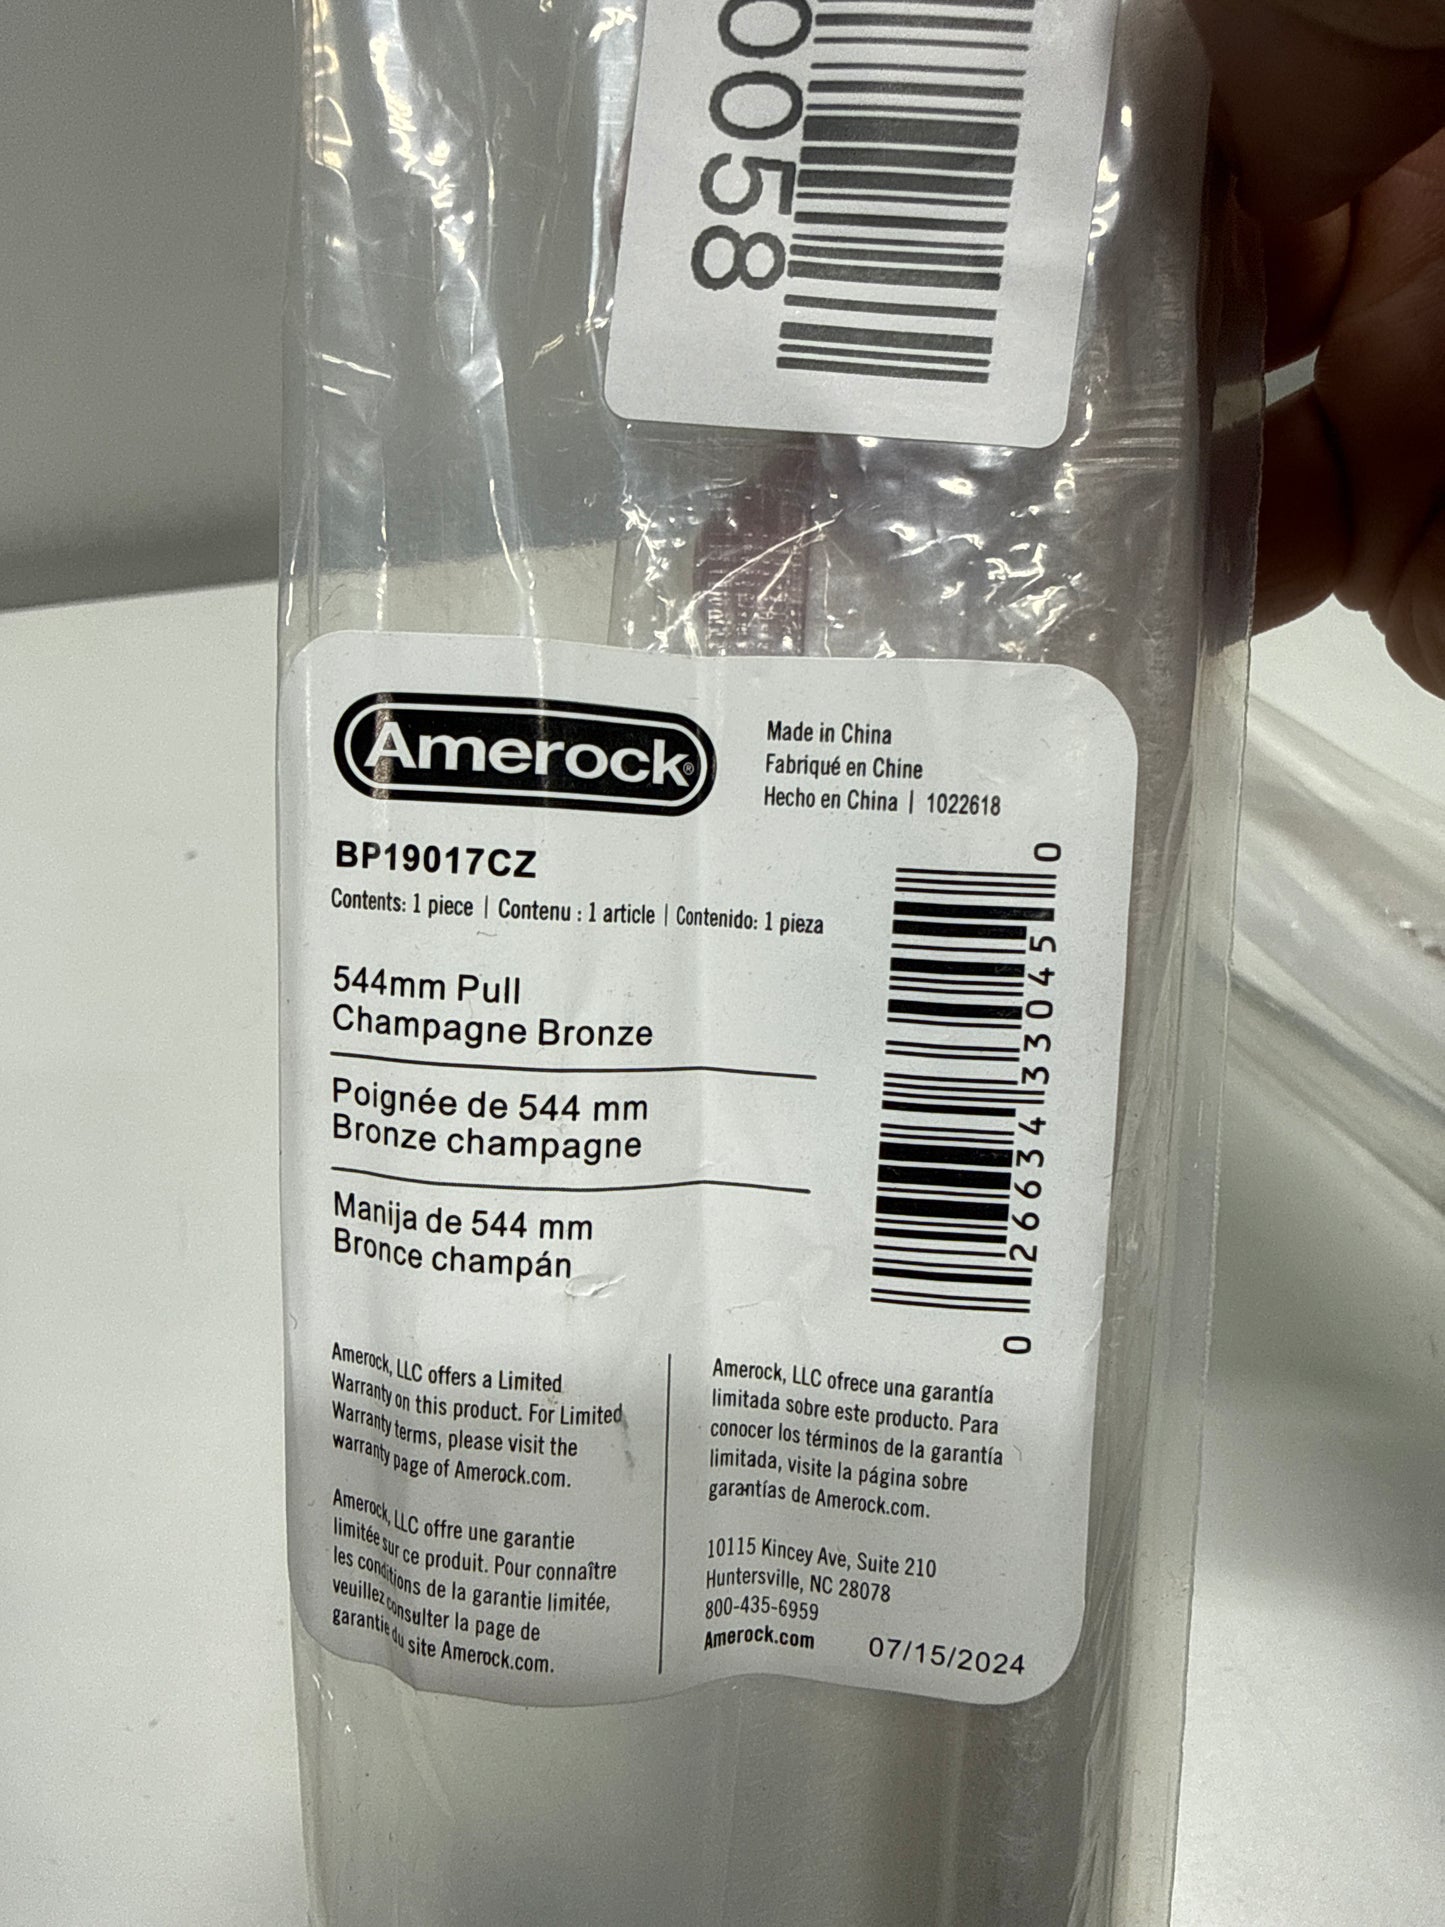 0058
Amerock®
Made in China
Fabriqué en Chine
Hecho en China | 1022618
BP19017CZ
Contents: 1 piece | Contenu : 1 article | Contenido: 1 pieza
544mm Pull
Champagne Bronze
Poignée de 544 mm
Bronze champagne
Manija de 544 mm
Bronce champán
0 26634 33045 0
Amerock, LLC offers a Limited
Warranty on this product. For Limited
Warranty terms, please visit the
warranty page of Amerock.com.
Amerock, LLC offre une garantie
limitée sur ce produit. Pour connaître
les conditions de la garantie limitée,
veuillez consulter la page de
garantie du site Amerock.com.
Amerock, LLC ofrece una garantía
limitada sobre este producto. Para
conocer los términos de la garantía
limitada, visite la página sobre
garantías de Amerock.com.
10115 Kincey Ave, Suite 210
Huntersville, NC 28078
800-435-6959
Amerock.com
07/15/2024